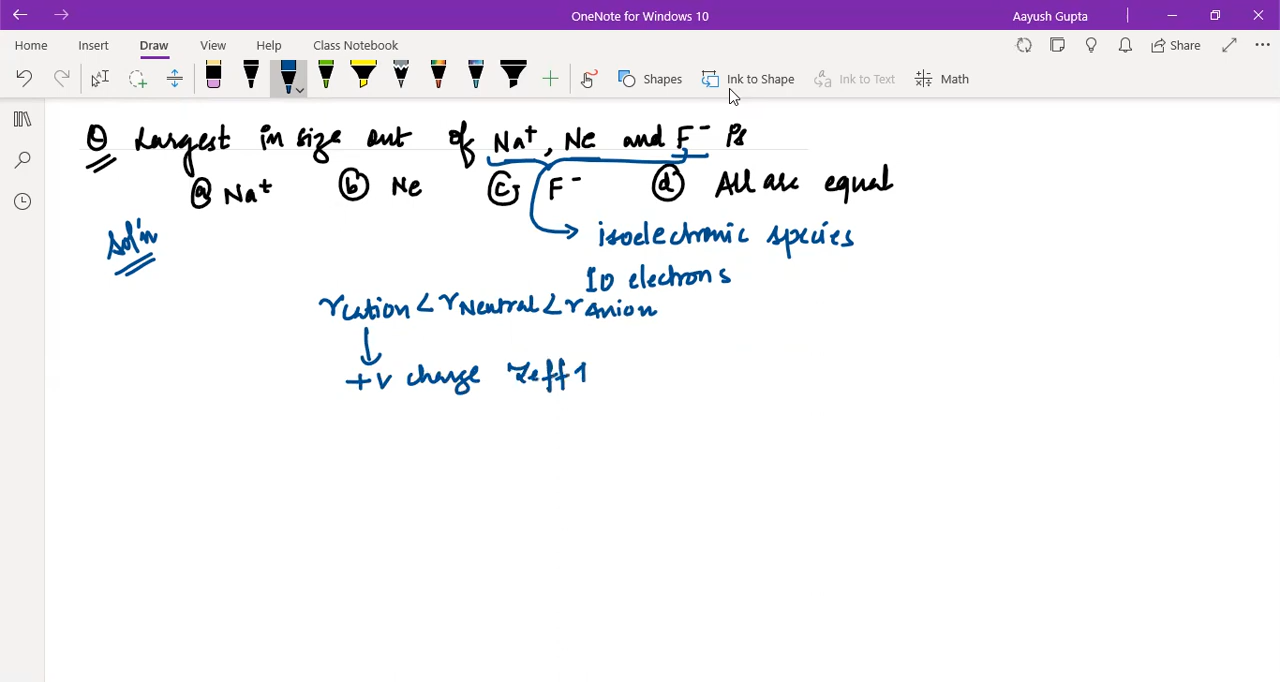 OneNote for Windows 10
Aayush Gupta
Home Insert Draw View Help Class Notebook
Share
Shapes Ink to Shape Ink to Text Math
Q Largest in size out of Na⁺, Ne and F⁻ is
(a) Na⁺ (b) Ne (c) F⁻ (d) All are equal
Sol'n
isoelectronic species
10 electrons
rCation < rNeutral < rAnion
+v charge Zeff↑